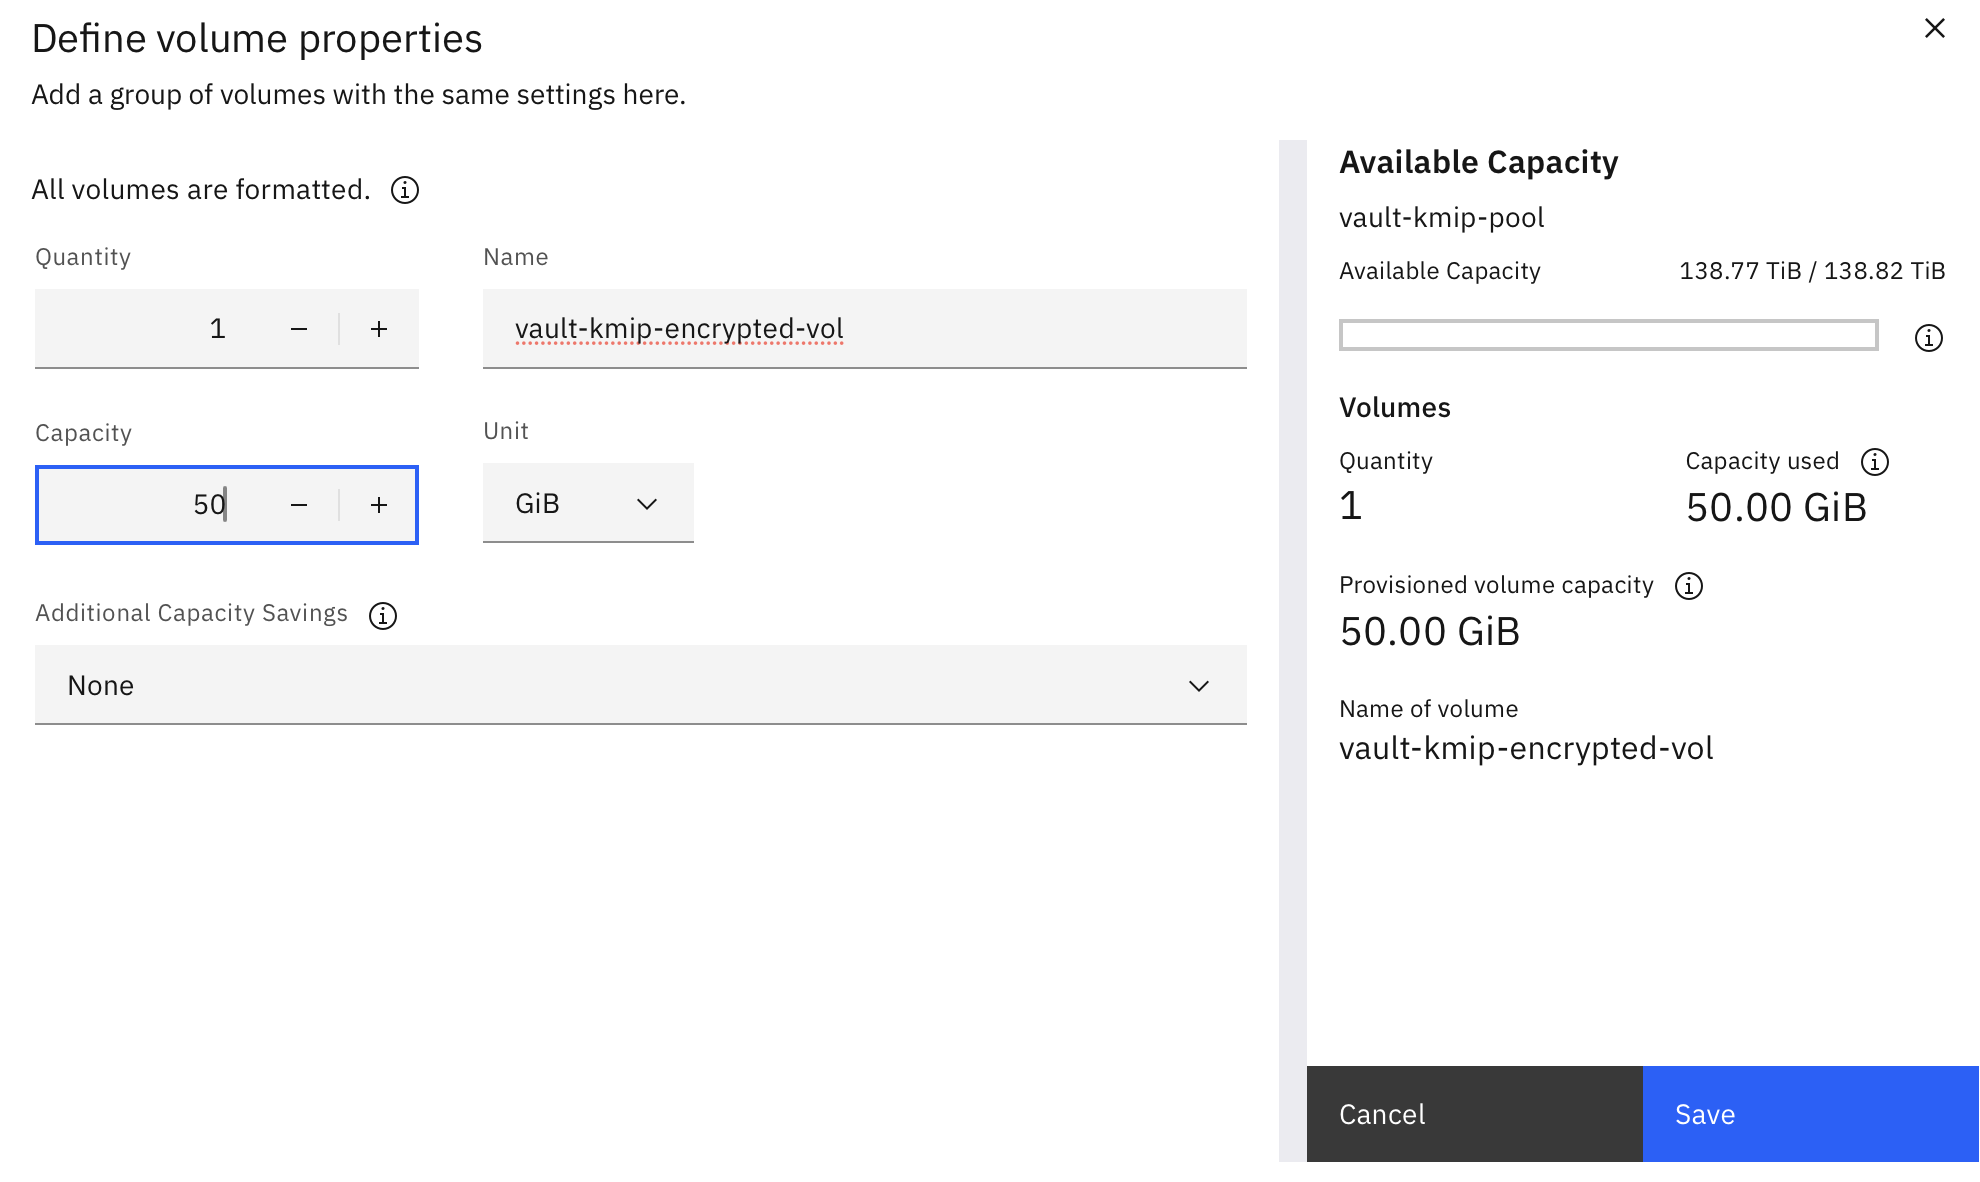 Define volume properties
Add a group of volumes with the same settings here.
All volumes are formatted.
Quantity
1
Name
vault-kmip-encrypted-vol
Capacity
50
Unit
GiB
Additional Capacity Savings
None
Available Capacity
vault-kmip-pool
Available Capacity 138.77 TiB / 138.82 TiB
Volumes
Quantity
1
Capacity used
50.00 GiB
Provisioned volume capacity
50.00 GiB
Name of volume
vault-kmip-encrypted-vol
Cancel
Save